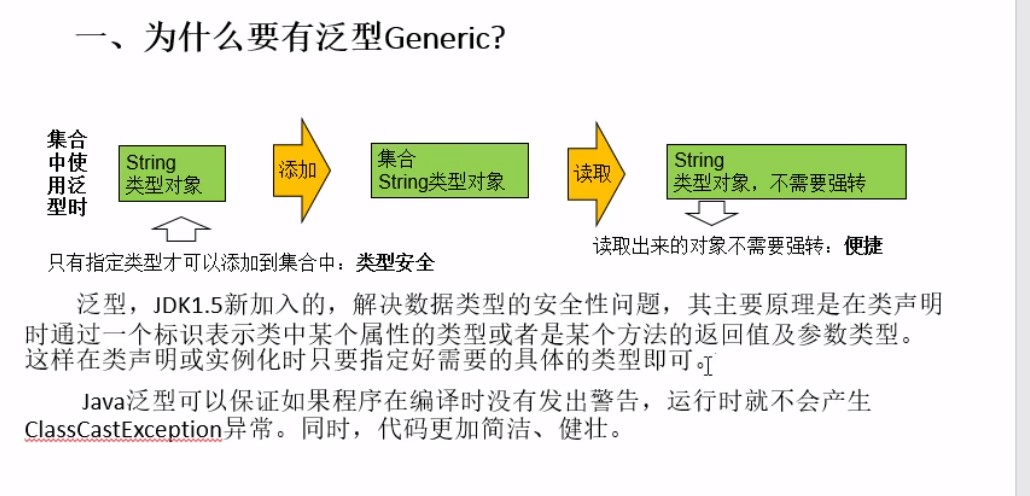 一、为什么要有泛型Generic?
集合
中使
用泛
型时
String
类型对象
添加
集合
String类型对象
读取
String
类型对象，不需要强转
只有指定类型才可以添加到集合中：类型安全
读取出来的对象不需要强转：便捷
泛型，JDK1.5新加入的，解决数据类型的安全性问题，其主要原理是在类声明
时通过一个标识表示类中某个属性的类型或者是某个方法的返回值及参数类型。
这样在类声明或实例化时只要指定好需要的具体的类型即可。
Java泛型可以保证如果程序在编译时没有发出警告，运行时就不会产生
ClassCastException异常。同时，代码更加简洁、健壮。